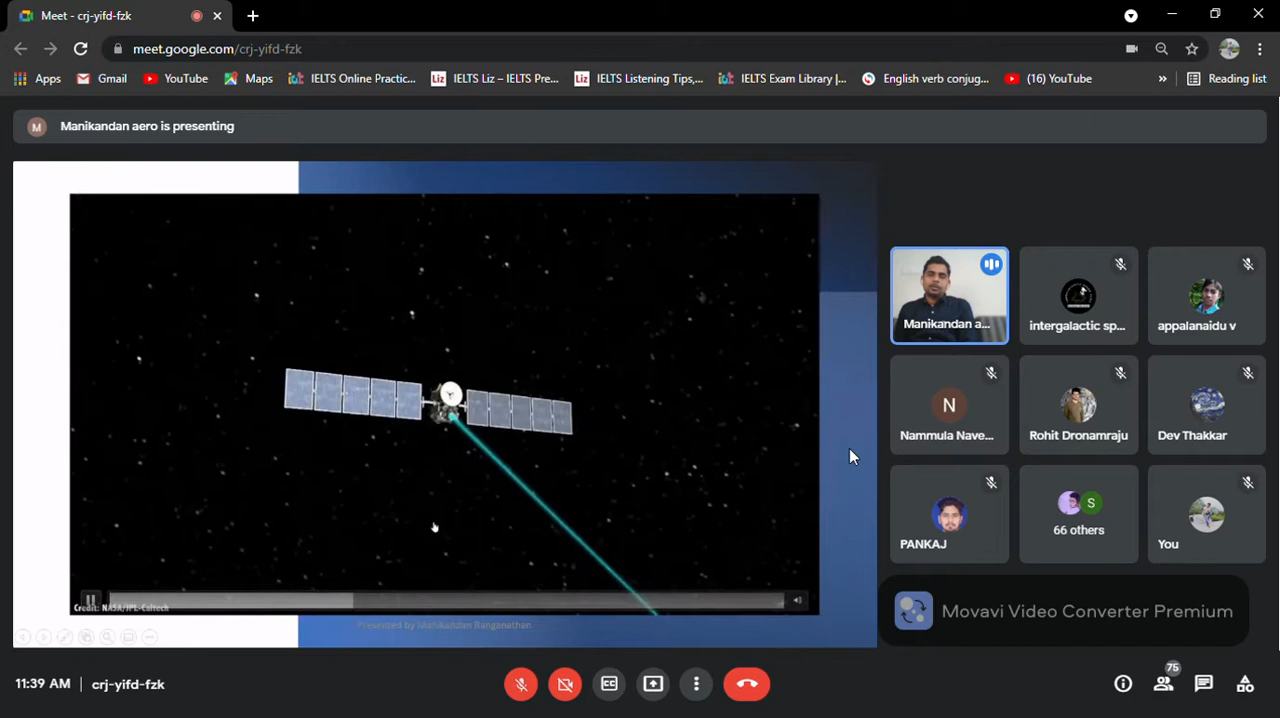 Meet - crj-yifd-fzk
meet.google.com/crj-yifd-fzk
Apps
Gmail
YouTube
Maps
IELTS Online Practic...
Liz
IELTS Liz – IELTS Pre...
Liz
IELTS Listening Tips,...
IELTS Exam Library |...
English verb conjug...
(16) YouTube
»
Reading list
M
Manikandan aero is presenting
Manikandan a...
intergalactic sp...
appalanaidu v
N
Nammula Nave...
Rohit Dronamraju
Dev Thakkar
PANKAJ
S
66 others
You
Credit: NASA/JPL-Caltech
Presented by Manikandan Ranganathan
Movavi Video Converter Premium
11:39 AM | crj-yifd-fzk
CC
75